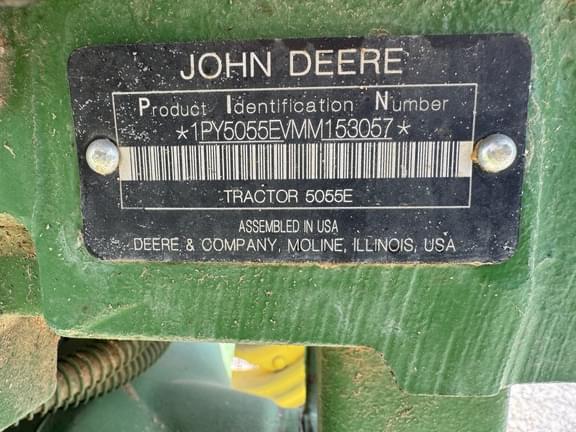 JOHN DEERE
Product Identification Number
*1PY5055EVMM153057*
TRACTOR 5055E
ASSEMBLED IN USA
DEERE & COMPANY, MOLINE, ILLINOIS, USA